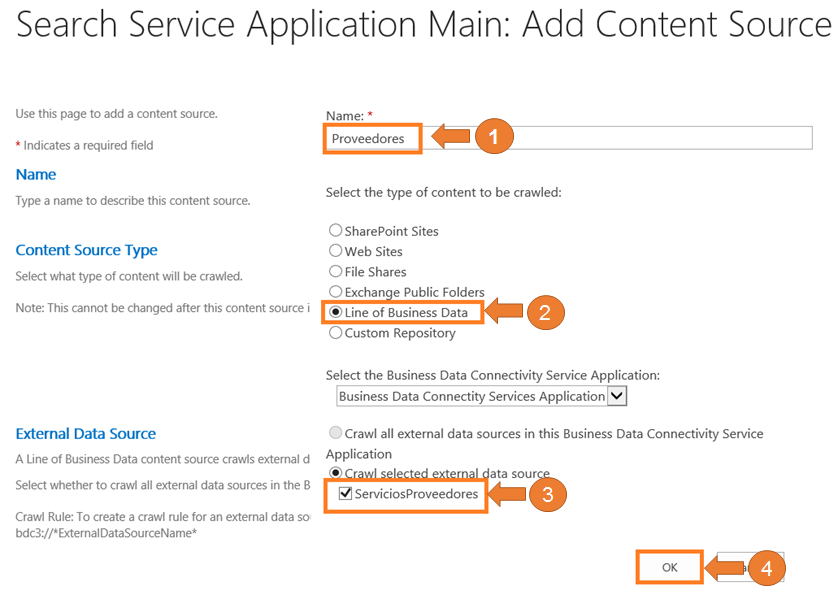 Search Service Application Main: Add Content Source
Use this page to add a content source.
* Indicates a required field
Name
Type a name to describe this content source.
Content Source Type
Select what type of content will be crawled.
Note: This cannot be changed after this content source i
External Data Source
A Line of Business Data content source crawls external d
Select whether to crawl all external data sources in the B
Crawl Rule: To create a crawl rule for an external data so
bdc3://*ExternalDataSourceName*
Name: *
Proveedores
1
Select the type of content to be crawled:
SharePoint Sites
Web Sites
File Shares
Exchange Public Folders
Line of Business Data
2
Custom Repository
Select the Business Data Connectivity Service Application:
Business Data Connectity Services Application
Crawl all external data sources in this Business Data Connectivity Service
Application
Crawl selected external data source
ServiciosProveedores
3
OK
4